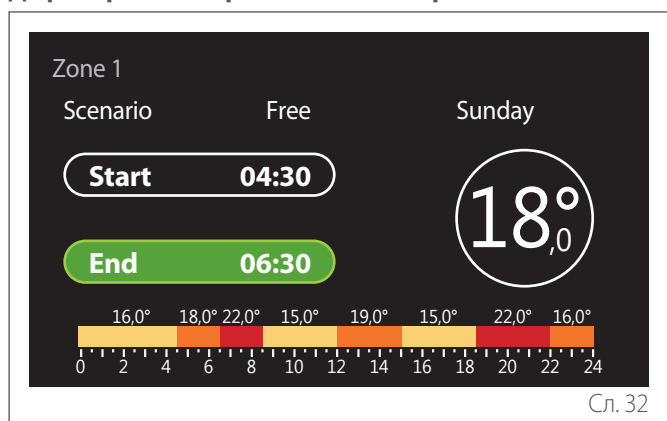 Zone 1
Scenario Free Sunday
Start 04:30
18°,0
End 06:30
16,0° 18,0° 22,0° 15,0° 19,0° 15,0° 22,0° 16,0°
0 2 4 6 8 10 12 14 16 18 20 22 24
Сл. 32